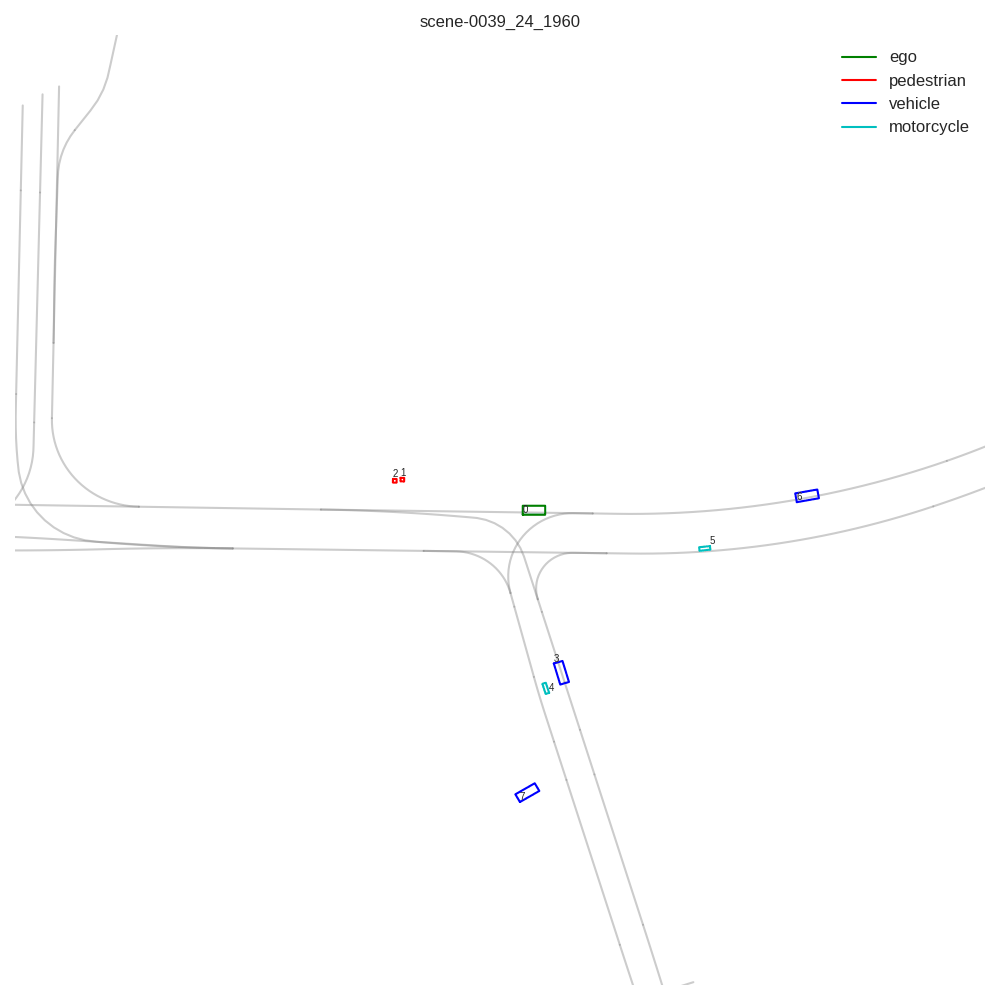 scene-0039_24_1960
ego
pedestrian
vehicle
motorcycle
2 1
0
6
5
3
4
7